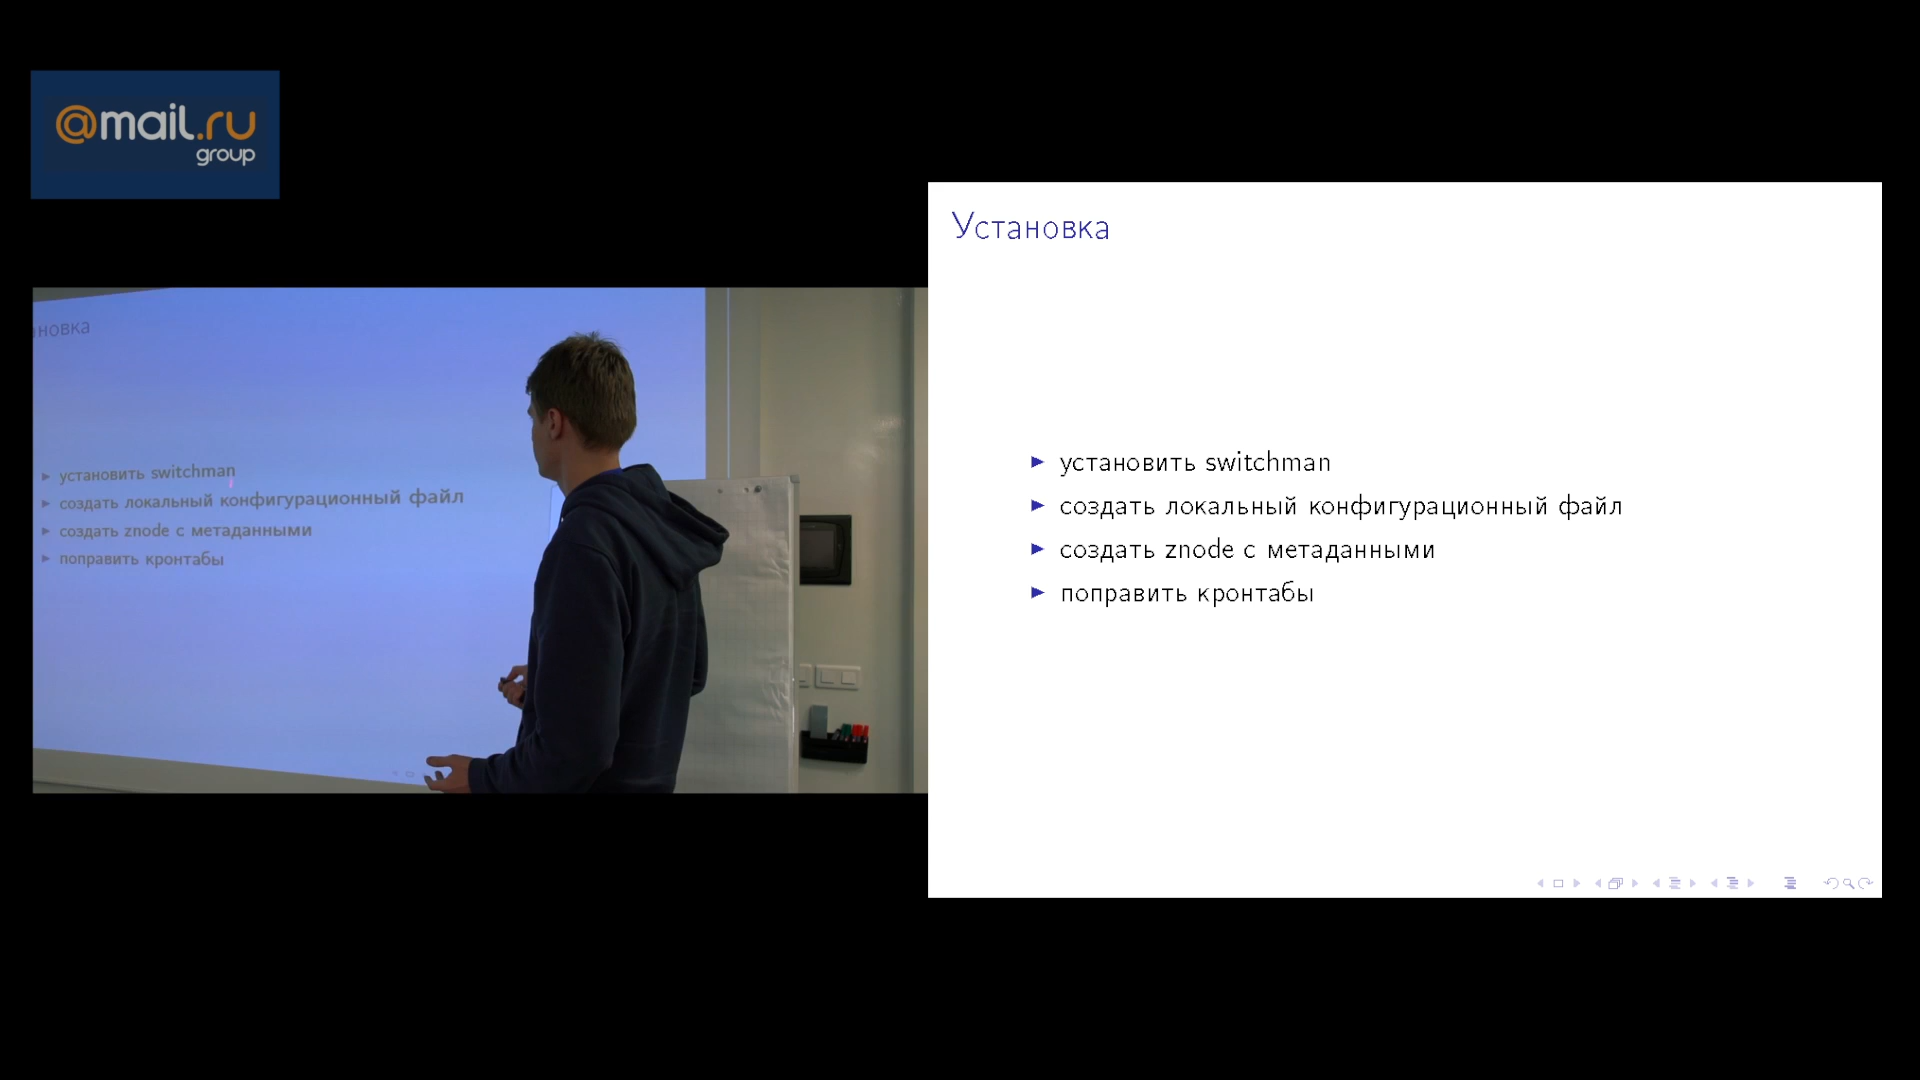 @mail.ru
group
новка
установить switchman
создать локальный конфигурационный файл
создать znode с метаданными
поправить кронтабы
Установка
установить switchman
создать локальный конфигурационный файл
создать znode с метаданными
поправить кронтабы